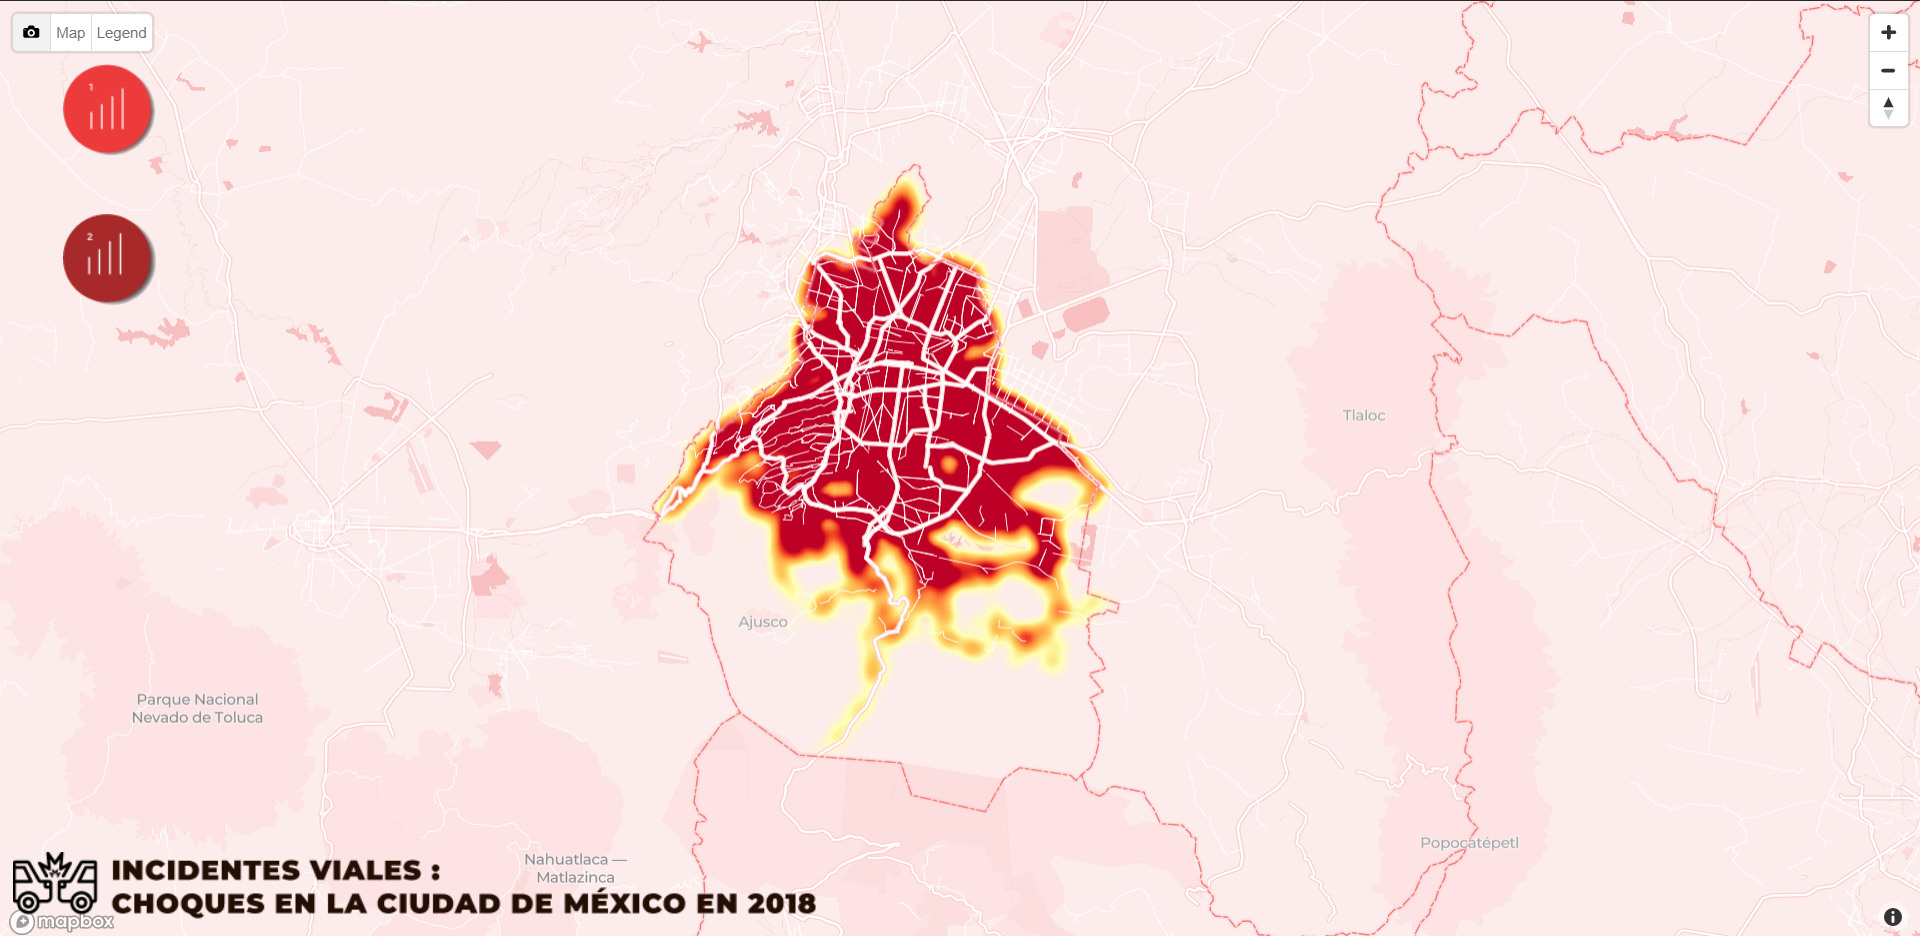 Map
Legend
1
2
Tlaloc
Ajusco
Parque Nacional
Nevado de Toluca
Popocatépetl
Nahuatlaca —
Matlazinca
INCIDENTES VIALES :
CHOQUES EN LA CIUDAD DE MÉXICO EN 2018
mapbox